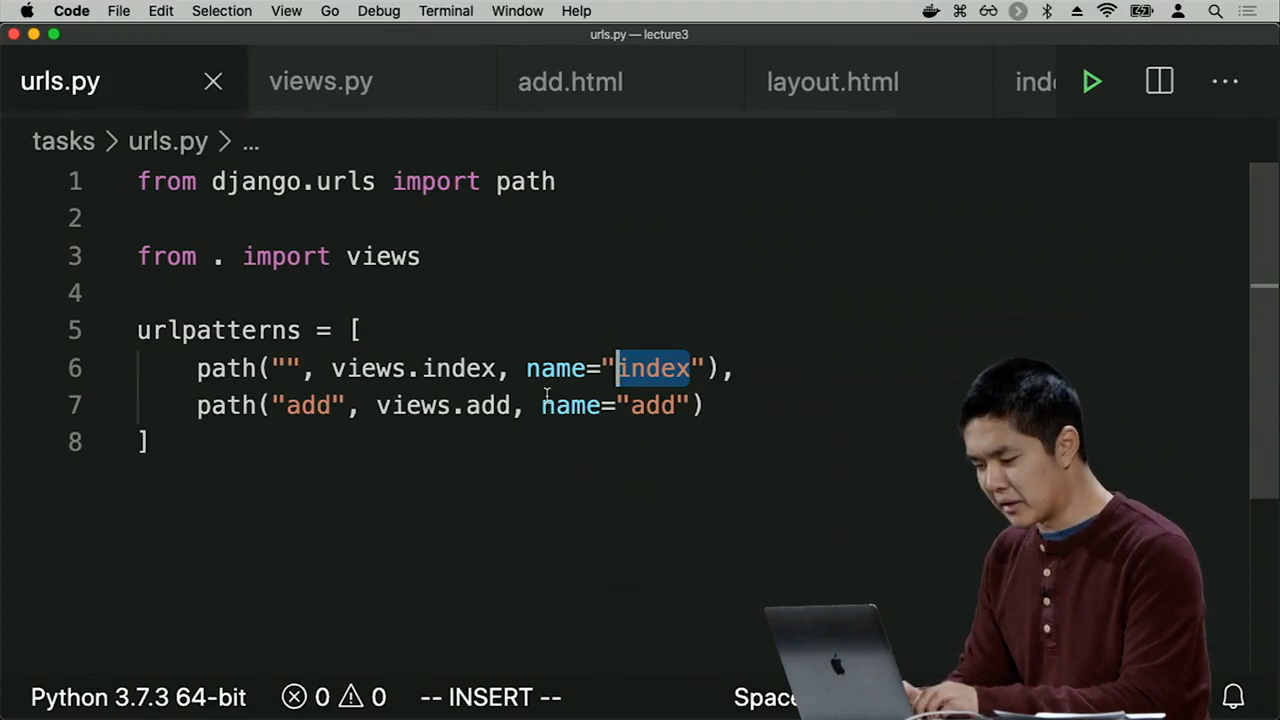 Code File Edit Selection View Go Debug Terminal Window Help
urls.py — lecture3
urls.py views.py add.html layout.html ind
tasks > urls.py > ...
1 from django.urls import path
2
3 from . import views
4
5 urlpatterns = [
6 path("", views.index, name="index"),
7 path("add", views.add, name="add")
8 ]
Python 3.7.3 64-bit 0 0 -- INSERT -- Space